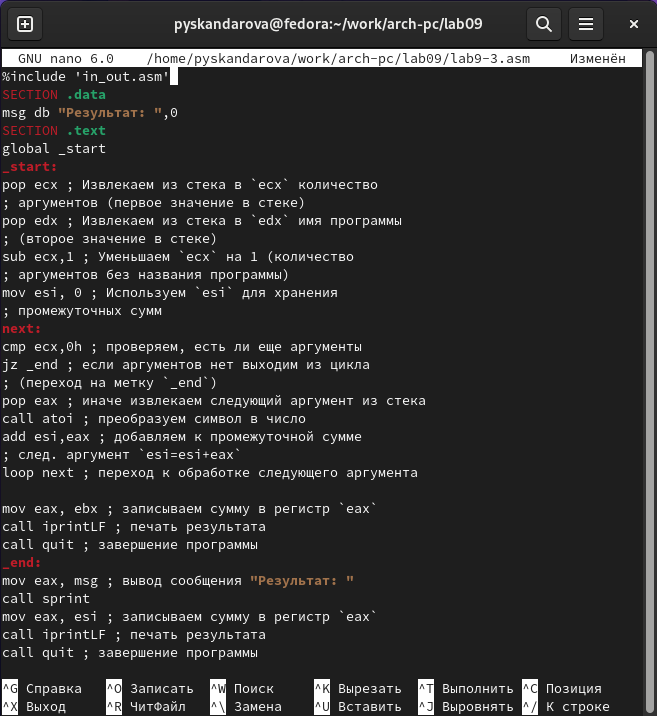 pyskandarova@fedora:~/work/arch-pc/lab09
GNU nano 6.0 /home/pyskandarova/work/arch-pc/lab09/lab9-3.asm Изменён
%include 'in_out.asm'
SECTION .data
msg db "Результат: ",0
SECTION .text
global _start
_start:
pop ecx ; Извлекаем из стека в `ecx` количество
; аргументов (первое значение в стеке)
pop edx ; Извлекаем из стека в `edx` имя программы
; (второе значение в стеке)
sub ecx,1 ; Уменьшаем `ecx` на 1 (количество
; аргументов без названия программы)
mov esi, 0 ; Используем `esi` для хранения
; промежуточных сумм
next:
cmp ecx,0h ; проверяем, есть ли еще аргументы
jz _end ; если аргументов нет выходим из цикла
; (переход на метку `_end`)
pop eax ; иначе извлекаем следующий аргумент из стека
call atoi ; преобразуем символ в число
add esi,eax ; добавляем к промежуточной сумме
; след. аргумент `esi=esi+eax`
loop next ; переход к обработке следующего аргумента
mov eax, ebx ; записываем сумму в регистр `eax`
call iprintLF ; печать результата
call quit ; завершение программы
_end:
mov eax, msg ; вывод сообщения "Результат: "
call sprint
mov eax, esi ; записываем сумму в регистр `eax`
call iprintLF ; печать результата
call quit ; завершение программы
^G Справка ^O Записать ^W Поиск ^K Вырезать ^T Выполнить ^C Позиция
^X Выход ^R ЧитФайл ^\ Замена ^U Вставить ^J Выровнять ^/ К строке